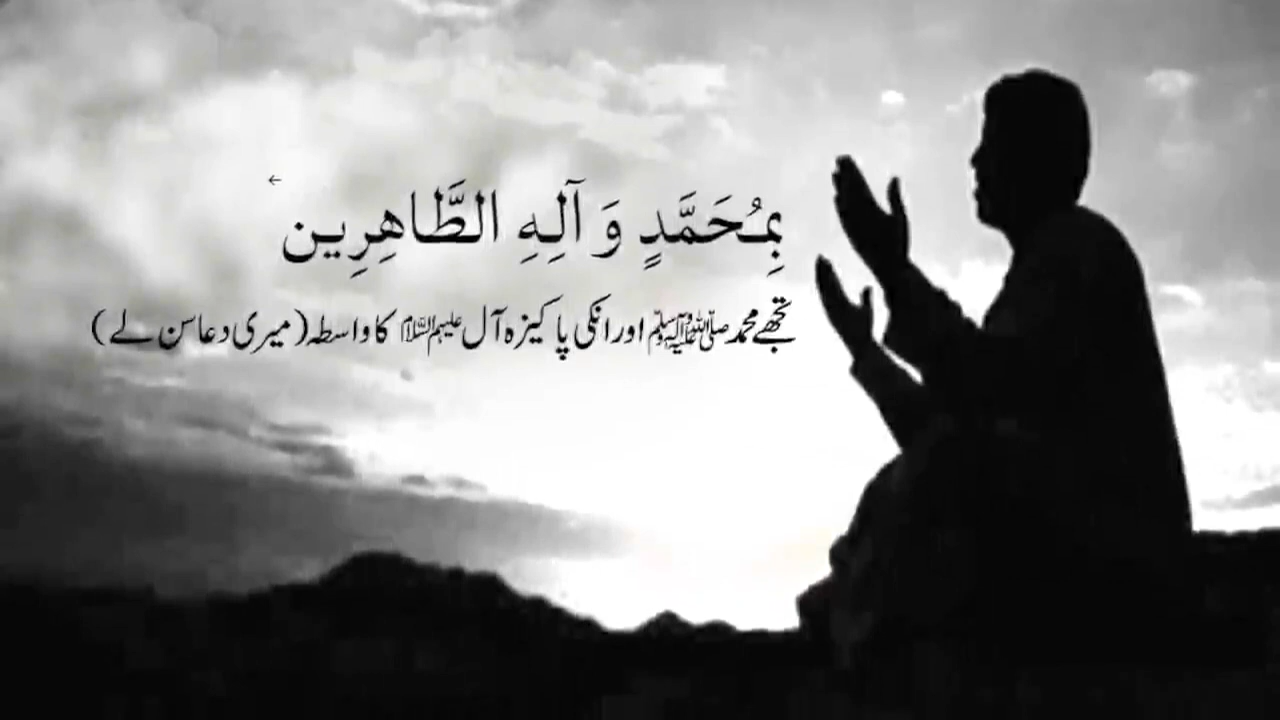 بِمُحَمَّدٍ وَ آلِهِ الطَّاهِرِين
تجھے محمد صلی اللہ علیہ وآلہ وسلم اور انکی پاکیزہ آل علیہم السلام کا واسطہ (میری دعا سن لے)